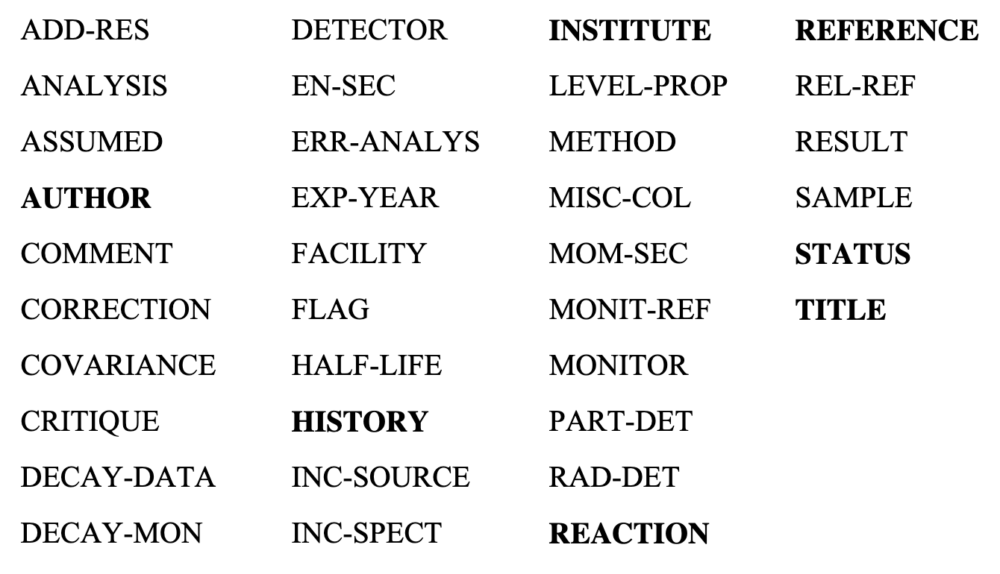 ADD-RES DETECTOR INSTITUTE REFERENCE
ANALYSIS EN-SEC LEVEL-PROP REL-REF
ASSUMED ERR-ANALYS METHOD RESULT
AUTHOR EXP-YEAR MISC-COL SAMPLE
COMMENT FACILITY MOM-SEC STATUS
CORRECTION FLAG MONIT-REF TITLE
COVARIANCE HALF-LIFE MONITOR
CRITIQUE HISTORY PART-DET
DECAY-DATA INC-SOURCE RAD-DET
DECAY-MON INC-SPECT REACTION